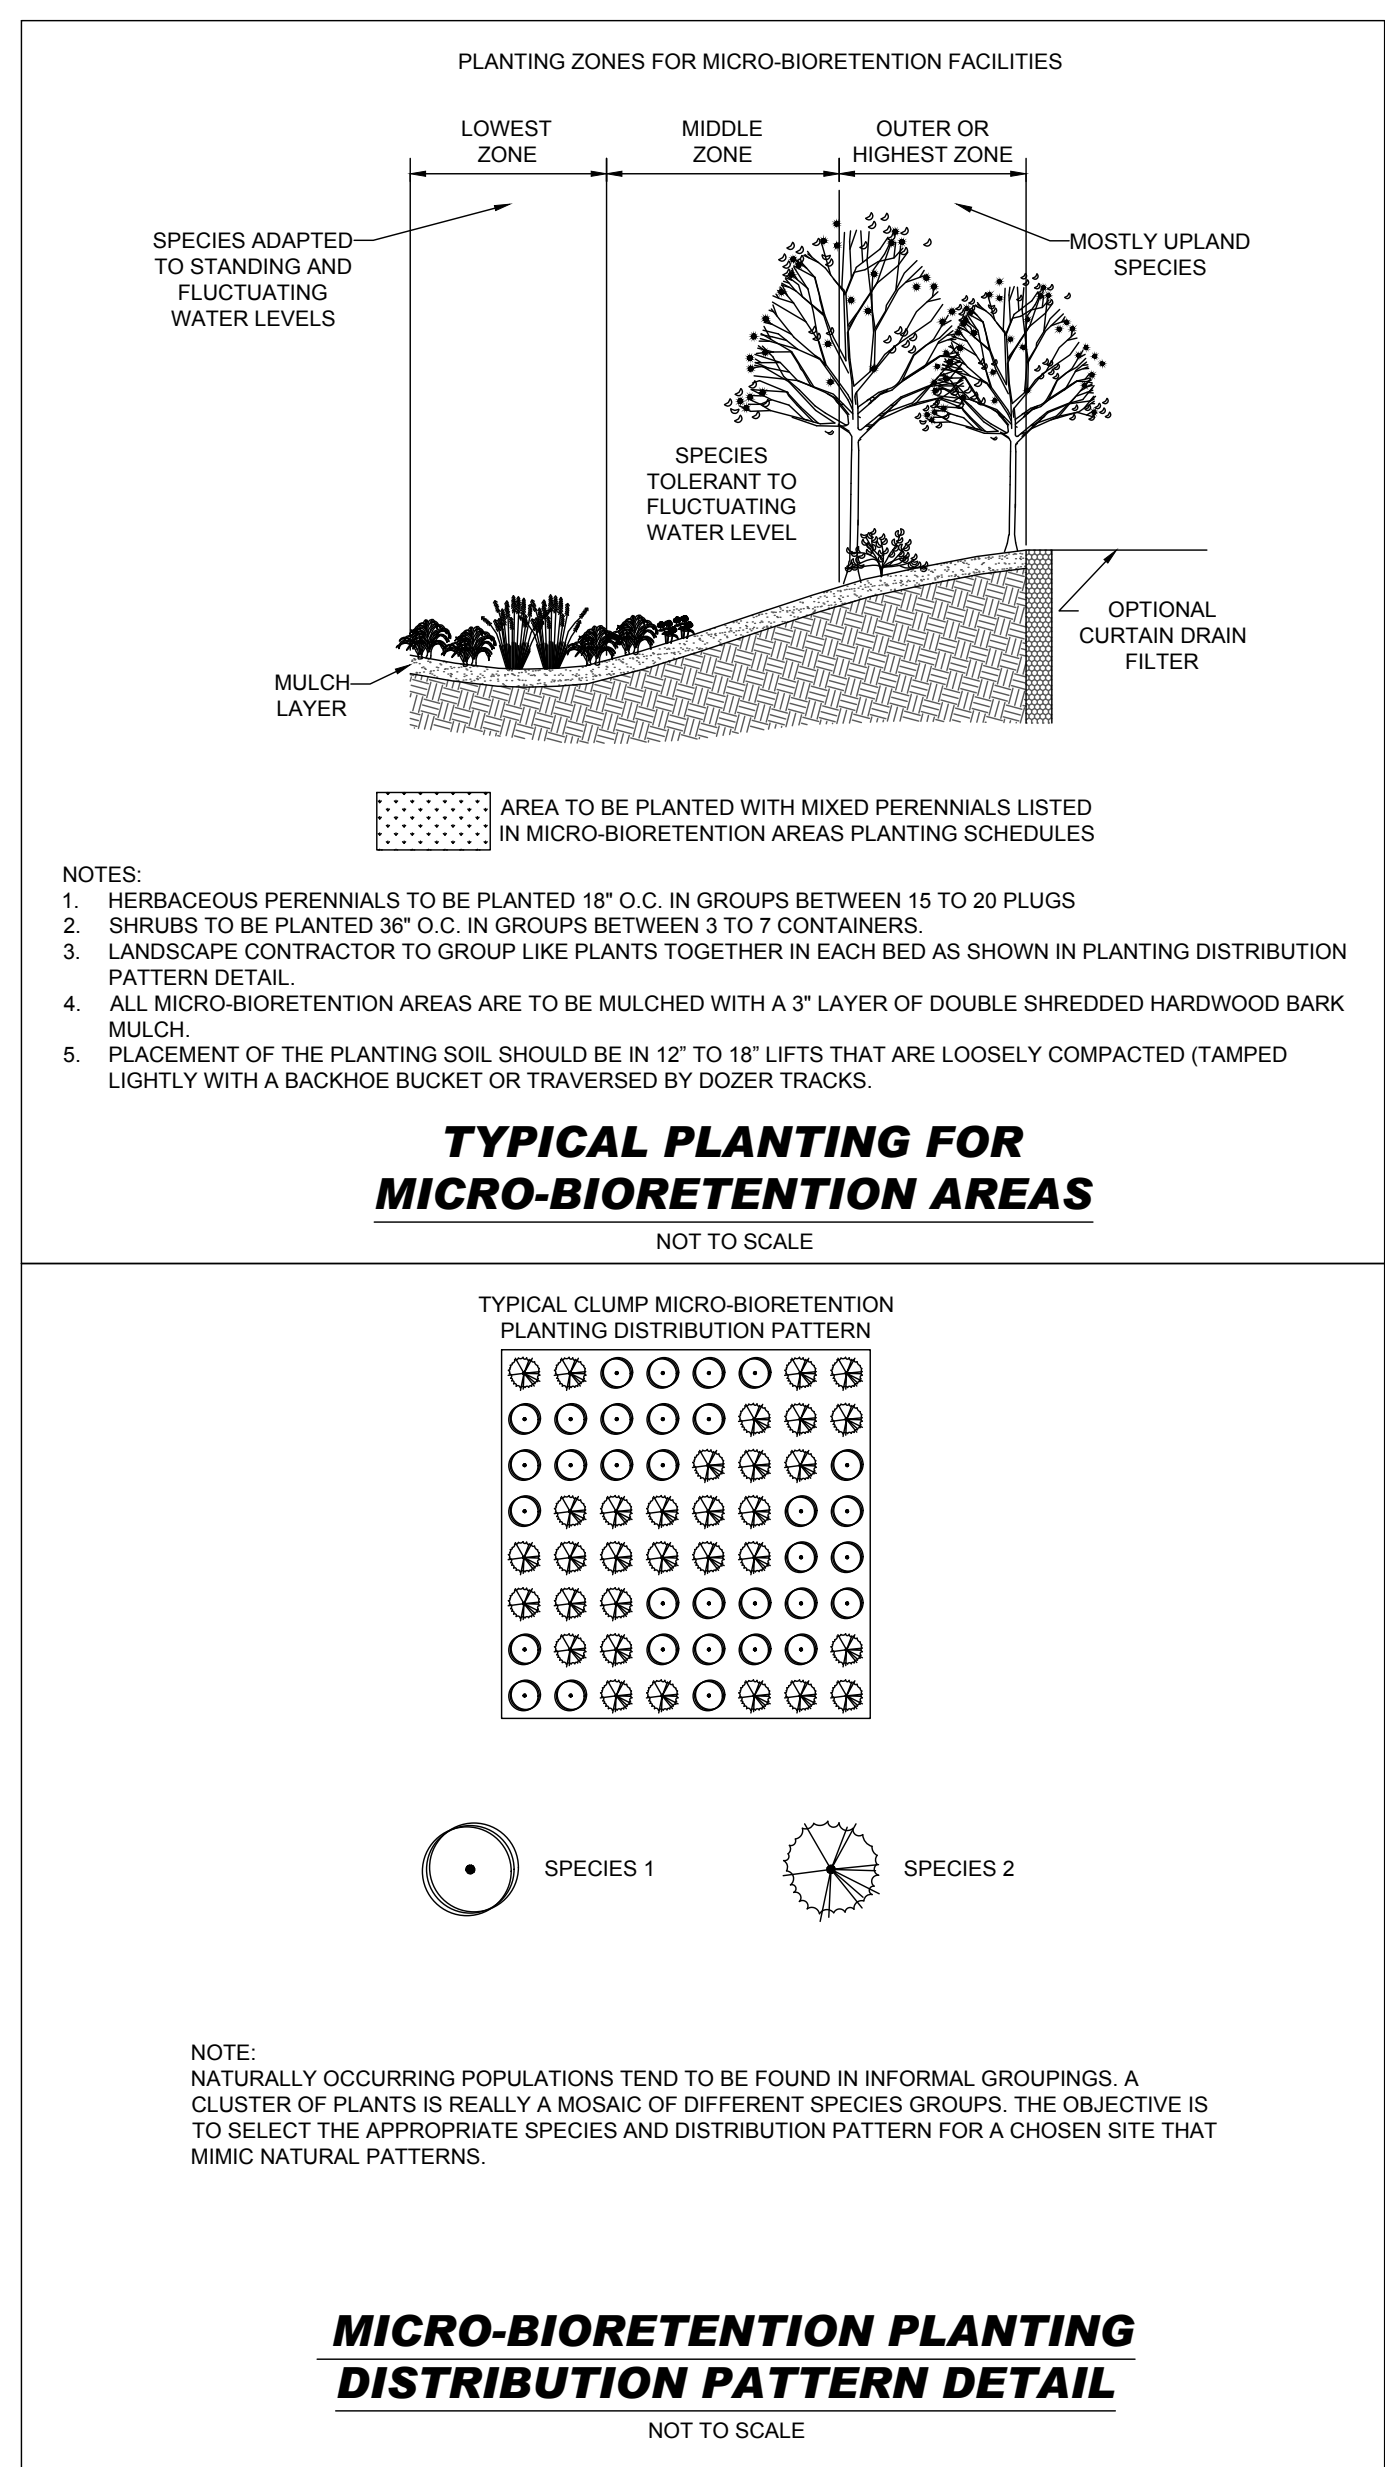 PLANTING ZONES FOR MICRO-BIORETENTION FACILITIES
LOWEST
ZONE
MIDDLE
ZONE
OUTER OR
HIGHEST ZONE
SPECIES ADAPTED
TO STANDING AND
FLUCTUATING
WATER LEVELS
MOSTLY UPLAND
SPECIES
SPECIES
TOLERANT TO
FLUCTUATING
WATER LEVEL
OPTIONAL
CURTAIN DRAIN
FILTER
MULCH
LAYER
AREA TO BE PLANTED WITH MIXED PERENNIALS LISTED
IN MICRO-BIORETENTION AREAS PLANTING SCHEDULES
NOTES:
1. HERBACEOUS PERENNIALS TO BE PLANTED 18" O.C. IN GROUPS BETWEEN 15 TO 20 PLUGS
2. SHRUBS TO BE PLANTED 36" O.C. IN GROUPS BETWEEN 3 TO 7 CONTAINERS.
3. LANDSCAPE CONTRACTOR TO GROUP LIKE PLANTS TOGETHER IN EACH BED AS SHOWN IN PLANTING DISTRIBUTION
PATTERN DETAIL.
4. ALL MICRO-BIORETENTION AREAS ARE TO BE MULCHED WITH A 3" LAYER OF DOUBLE SHREDDED HARDWOOD BARK
MULCH.
5. PLACEMENT OF THE PLANTING SOIL SHOULD BE IN 12” TO 18” LIFTS THAT ARE LOOSELY COMPACTED (TAMPED
LIGHTLY WITH A BACKHOE BUCKET OR TRAVERSED BY DOZER TRACKS.
TYPICAL PLANTING FOR
MICRO-BIORETENTION AREAS
NOT TO SCALE
TYPICAL CLUMP MICRO-BIORETENTION
PLANTING DISTRIBUTION PATTERN
SPECIES 1
SPECIES 2
NOTE:
NATURALLY OCCURRING POPULATIONS TEND TO BE FOUND IN INFORMAL GROUPINGS. A
CLUSTER OF PLANTS IS REALLY A MOSAIC OF DIFFERENT SPECIES GROUPS. THE OBJECTIVE IS
TO SELECT THE APPROPRIATE SPECIES AND DISTRIBUTION PATTERN FOR A CHOSEN SITE THAT
MIMIC NATURAL PATTERNS.
MICRO-BIORETENTION PLANTING
DISTRIBUTION PATTERN DETAIL
NOT TO SCALE